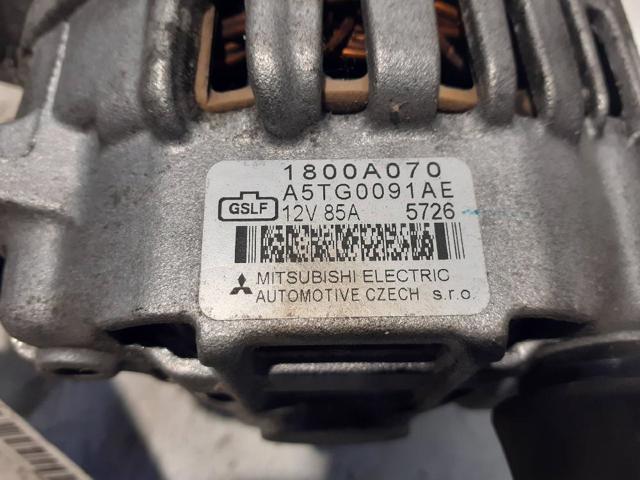 1800A070
A5TG0091AE
GSLF 12V 85A 5726
MITSUBISHI ELECTRIC
AUTOMOTIVE CZECH s.r.o.